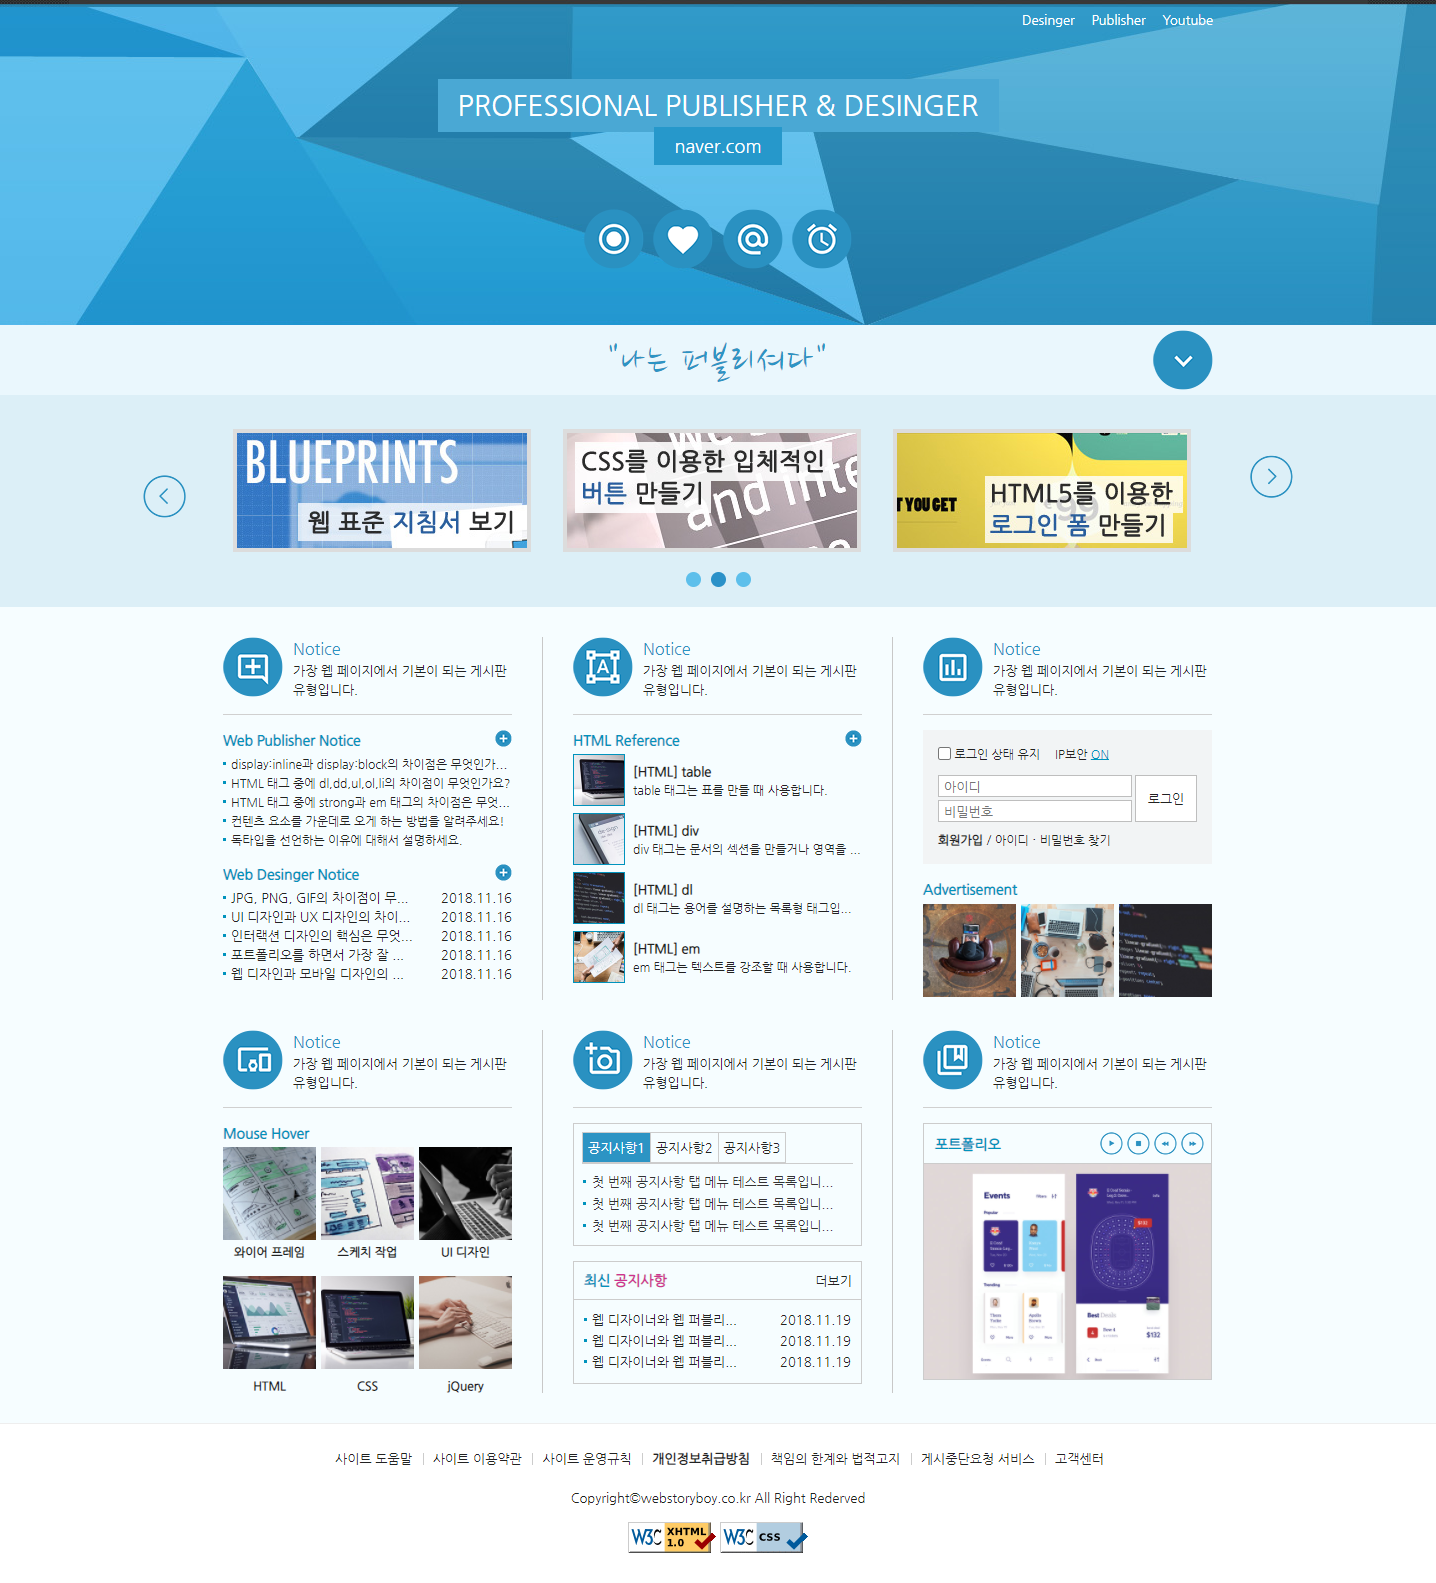 Desinger Publisher Youtube
PROFESSIONAL PUBLISHER & DESINGER
naver.com
"나는 퍼블리셔다"
BLUEPRINTS
웹 표준 지침서 보기
CSS를 이용한 입체적인
버튼 만들기
and inte
T YOU GET
HTML5를 이용한
로그인 폼 만들기
Notice
가장 웹 페이지에서 기본이 되는 게시판
유형입니다.
Web Publisher Notice
display:inline과 display:block의 차이점은 무엇인가...
HTML 태그 중에 dl,dd,ul,ol,li의 차이점이 무엇인가요?
HTML 태그 중에 strong과 em 태그의 차이점은 무엇...
컨텐츠 요소를 가운데로 오게 하는 방법을 알려주세요!
독타입을 선언하는 이유에 대해서 설명하세요.
Web Desinger Notice
JPG, PNG, GIF의 차이점이 무... 2018.11.16
UI 디자인과 UX 디자인의 차이... 2018.11.16
인터랙션 디자인의 핵심은 무엇... 2018.11.16
포트폴리오를 하면서 가장 잘 ... 2018.11.16
웹 디자인과 모바일 디자인의 ... 2018.11.16
Notice
가장 웹 페이지에서 기본이 되는 게시판
유형입니다.
HTML Reference
[HTML] table
table 태그는 표를 만들 때 사용합니다.
[HTML] div
div 태그는 문서의 섹션을 만들거나 영역을 ...
[HTML] dl
dl 태그는 용어를 설명하는 목록형 태그입...
[HTML] em
em 태그는 텍스트를 강조할 때 사용합니다.
Notice
가장 웹 페이지에서 기본이 되는 게시판
유형입니다.
로그인 상태 유지 IP보안 ON
아이디
비밀번호
로그인
회원가입 / 아이디 · 비밀번호 찾기
Advertisement
Notice
가장 웹 페이지에서 기본이 되는 게시판
유형입니다.
Mouse Hover
와이어 프레임 스케치 작업 UI 디자인
HTML CSS jQuery
Notice
가장 웹 페이지에서 기본이 되는 게시판
유형입니다.
공지사항1 공지사항2 공지사항3
첫 번째 공지사항 탭 메뉴 테스트 목록입니...
첫 번째 공지사항 탭 메뉴 테스트 목록입니...
첫 번째 공지사항 탭 메뉴 테스트 목록입니...
최신 공지사항 더보기
웹 디자이너와 웹 퍼블리... 2018.11.19
웹 디자이너와 웹 퍼블리... 2018.11.19
웹 디자이너와 웹 퍼블리... 2018.11.19
Notice
가장 웹 페이지에서 기본이 되는 게시판
유형입니다.
포트폴리오
Events
Trending
Best Deals
$132
사이트 도움말 사이트 이용약관 사이트 운영규칙 개인정보취급방침 책임의 한계와 법적고지 게시중단요청 서비스 고객센터
Copyright©webstoryboy.co.kr All Right Rederved
W3C XHTML 1.0 W3C CSS